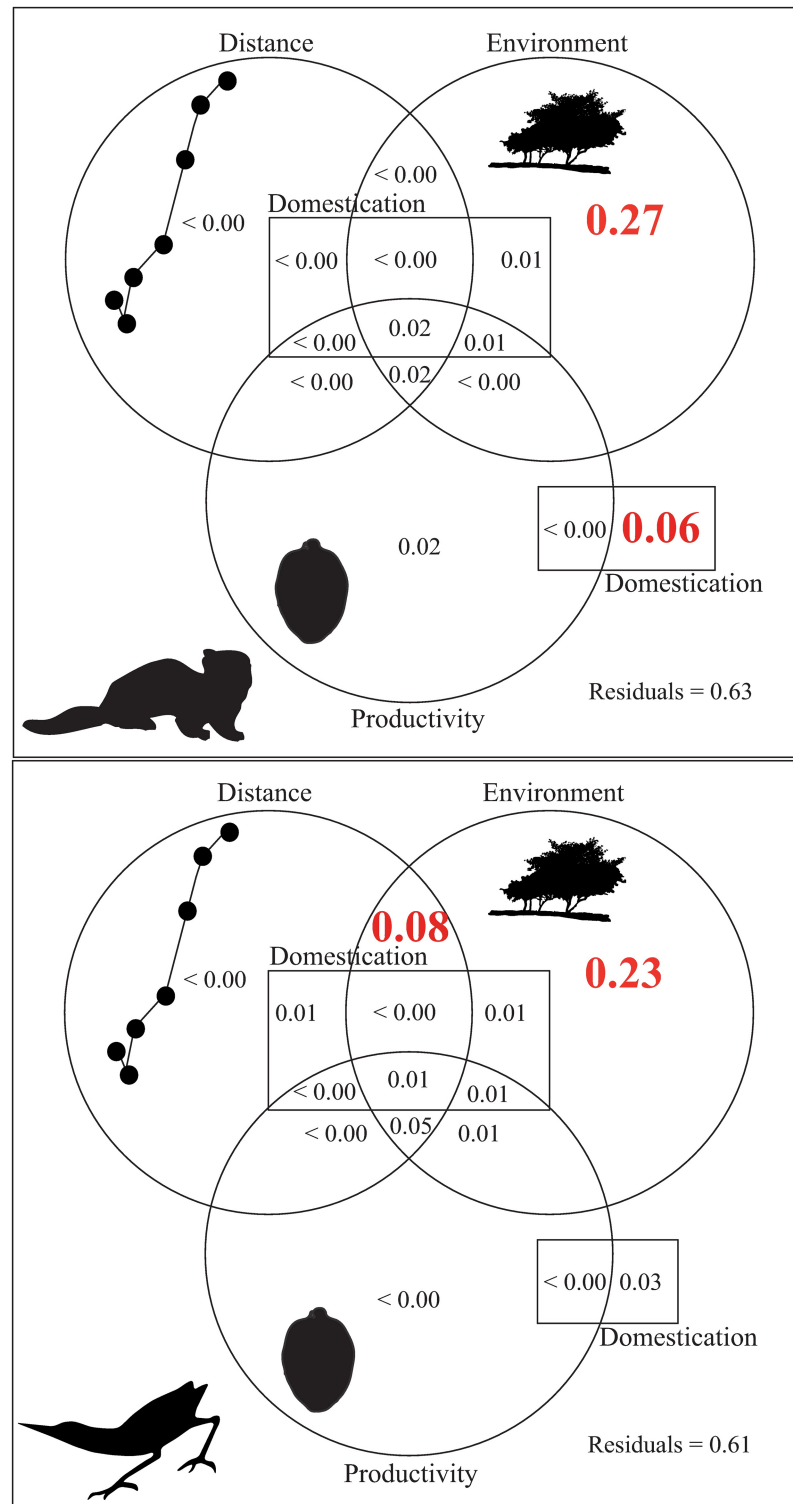 Distance Environment
< 0.00
< 0.00 0.27
Domestication
< 0.00 < 0.00 0.01
0.02
< 0.00 0.01
< 0.00 0.02 < 0.00
0.02
< 0.00 0.06
Domestication
Residuals = 0.63
Productivity
Distance Environment
0.08
Domestication
< 0.00 0.23
0.01 < 0.00 0.01
0.01
< 0.00 0.01
< 0.00 0.05 0.01
< 0.00
< 0.00 0.03
Domestication
Residuals = 0.61
Productivity